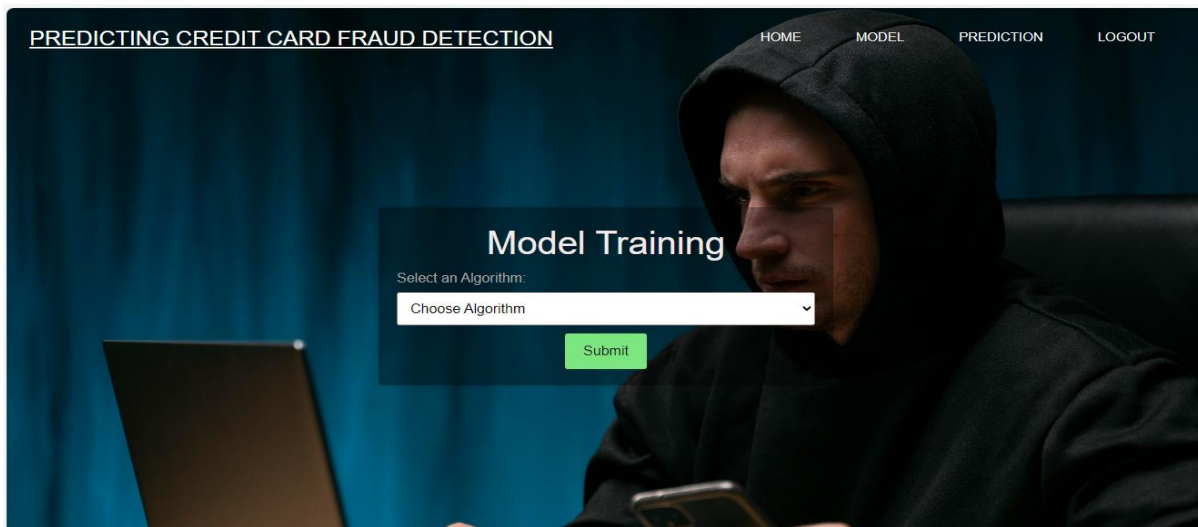 PREDICTING CREDIT CARD FRAUD DETECTION
HOME MODEL PREDICTION LOGOUT
Model Training
Select an Algorithm:
Choose Algorithm
Submit